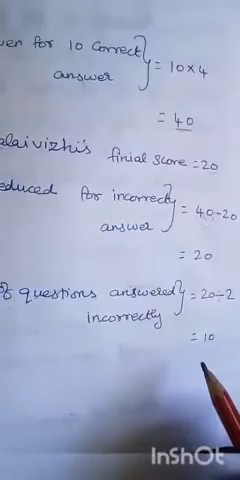 ven for 10 correct
answer } = 10 × 4
= 40
alaivizhi's finial score = 20
educed for incorrect
answer } = 40 - 20
= 20
of questions answered
incorrectly } = 20 ÷ 2
= 10
InShOt